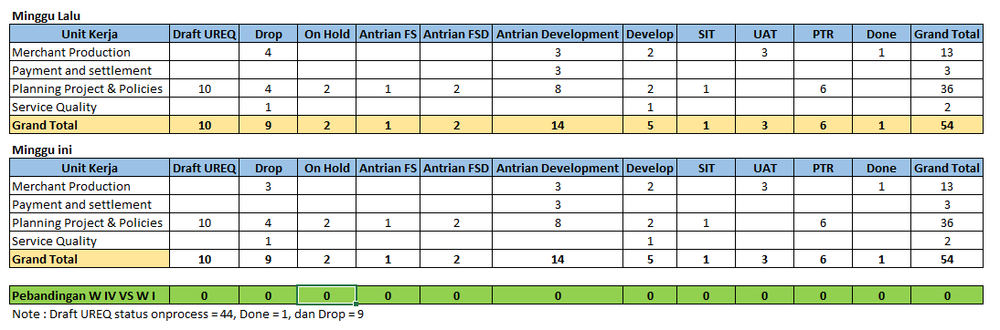 Minggu Lalu
Unit Kerja Draft UREQ Drop On Hold Antrian FS Antrian FSD Antrian Development Develop SIT UAT PTR Done Grand Total
Merchant Production 4 3 2 3 1 13
Payment and settlement 3 3
Planning Project & Policies 10 4 2 1 2 8 2 1 6 36
Service Quality 1 1 2
Grand Total 10 9 2 1 2 14 5 1 3 6 1 54
Minggu ini
Unit Kerja Draft UREQ Drop On Hold Antrian FS Antrian FSD Antrian Development Develop SIT UAT PTR Done Grand Total
Merchant Production 3 3 2 3 1 13
Payment and settlement 3 3
Planning Project & Policies 10 4 2 1 2 8 2 1 6 36
Service Quality 1 1 2
Grand Total 10 9 2 1 2 14 5 1 3 6 1 54
Pebandingan W IV VS W I 0 0 0 0 0 0 0 0 0 0 0 0
Note : Draft UREQ status onprocess = 44, Done = 1, dan Drop = 9